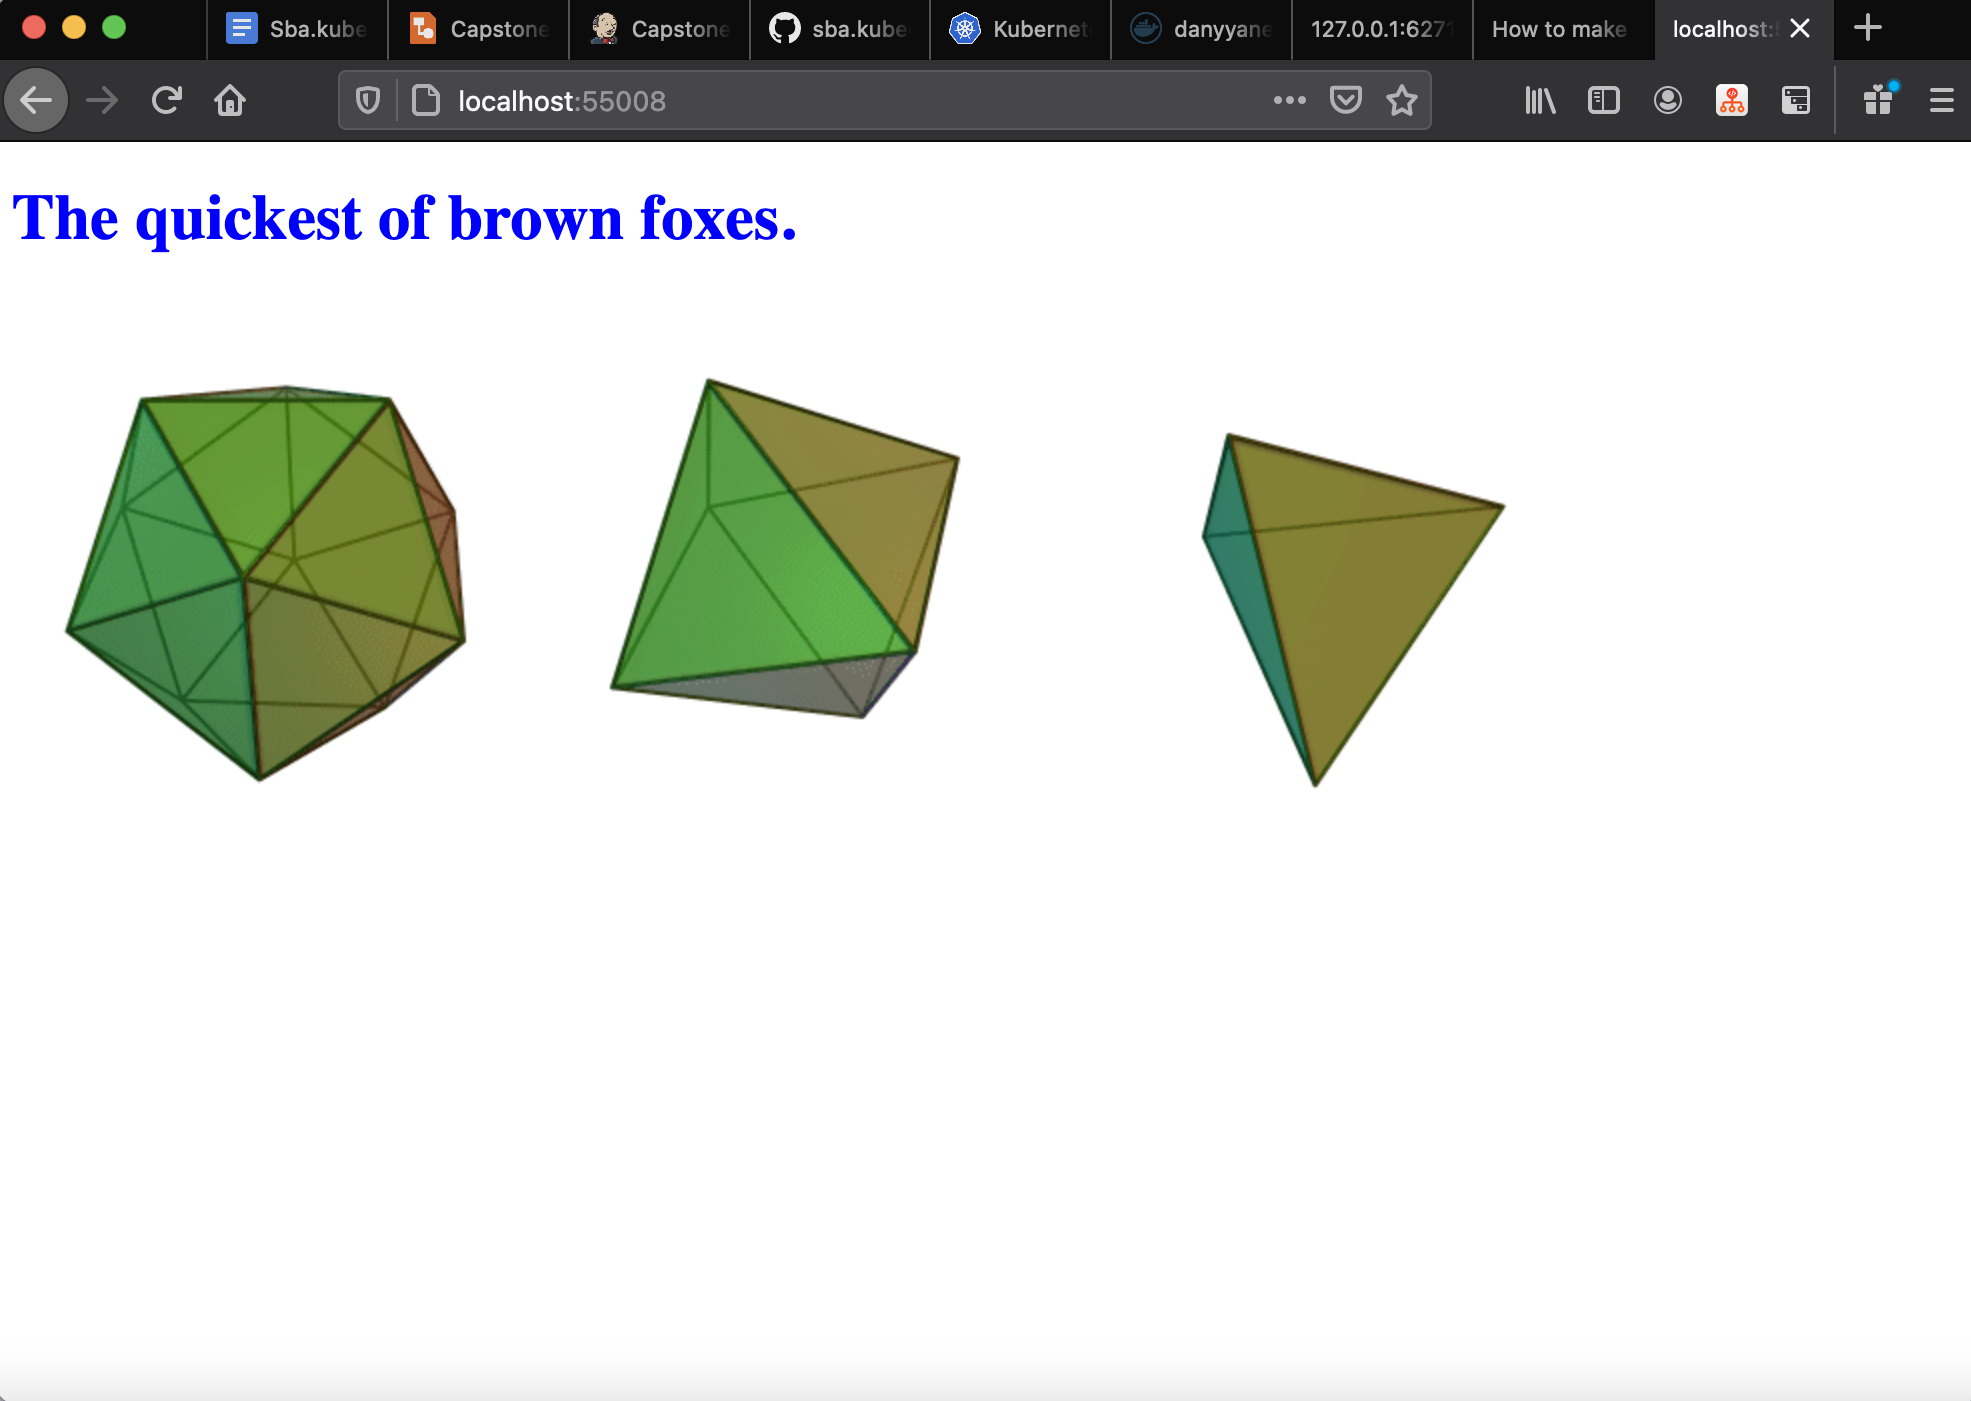 Sba.kube
Capstone
Capstone
sba.kube
Kubernet
danyyane
127.0.0.1:6271
How to make
localhost:
localhost:55008
The quickest of brown foxes.